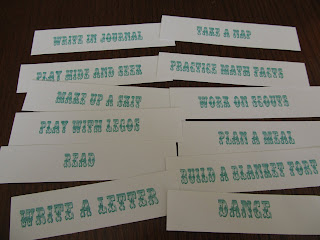 WRITE IN JOURNAL
TAKE A NAP
PLAY HIDE AND SEEK
PRACTICE MATH FACTS
MAKE UP A SKIT
WORK ON SCOUTS
PLAY WITH LEGOS
PLAN A MEAL
READ
BUILD A BLANKET FORT
WRITE A LETTER
DANCE